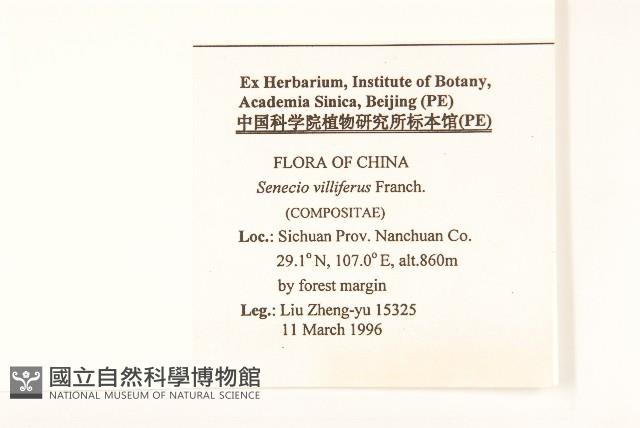 Ex Herbarium, Institute of Botany,
Academia Sinica, Beijing (PE)
中国科学院植物研究所标本馆(PE)
FLORA OF CHINA
Senecio villiferus Franch.
(COMPOSITAE)
Loc.: Sichuan Prov. Nanchuan Co.
29.1° N, 107.0° E, alt.860m
by forest margin
Leg.: Liu Zheng-yu 15325
11 March 1996
國立自然科學博物館
NATIONAL MUSEUM OF NATURAL SCIENCE